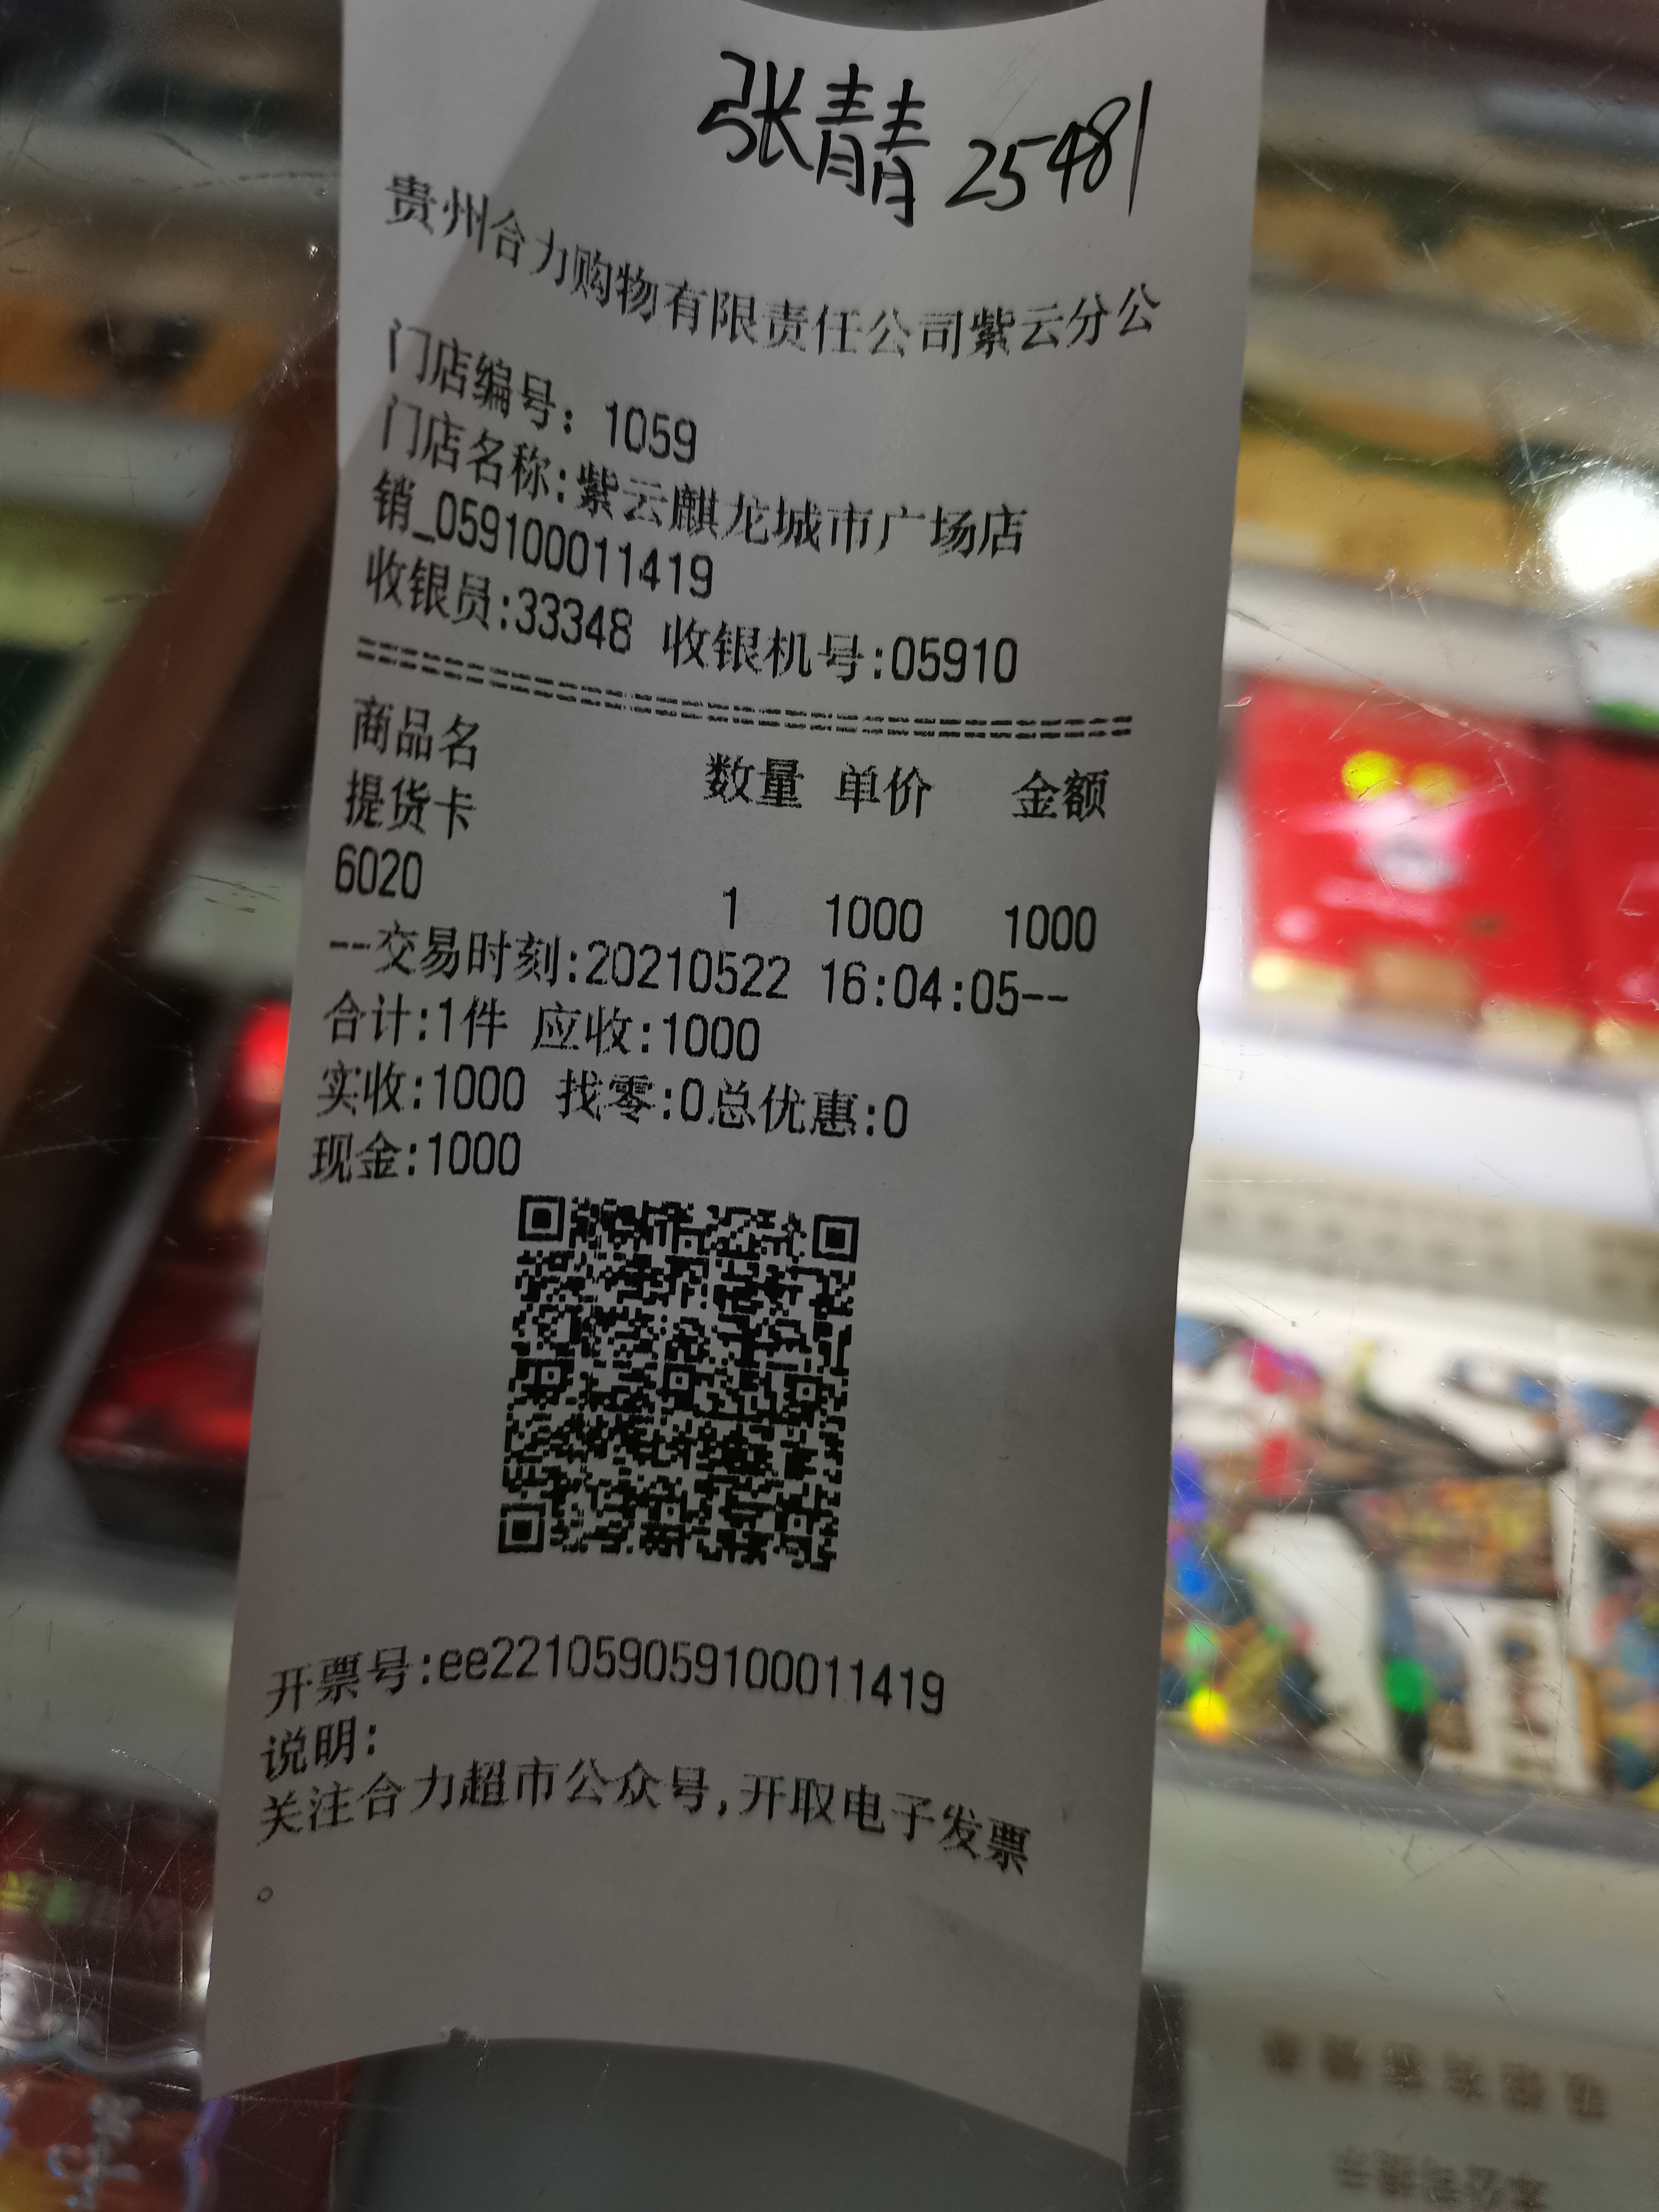 张青青 25481
贵州合力购物有限责任公司紫云分公
门店编号：1059
门店名称:紫云麒龙城市广场店
销_059100011419
收银员:33348 收银机号:05910
==================================
商品名 数量 单价 金额
提货卡
6020 1 1000 1000
--交易时刻:20210522 16:04:05--
合计:1件 应收:1000
实收:1000 找零:0总优惠:0
现金:1000
开票号:ee221059059100011419
说明:
关注合力超市公众号,开取电子发票
。